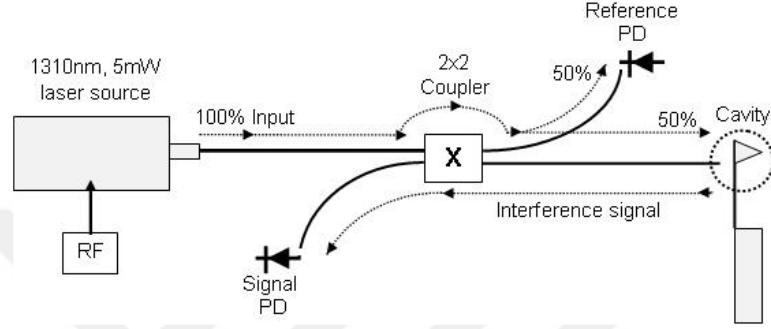 Reference
PD
1310nm, 5mW
laser source
2x2
Coupler
50%
100% Input
50%
Cavity
X
Interference signal
RF
Signal
PD